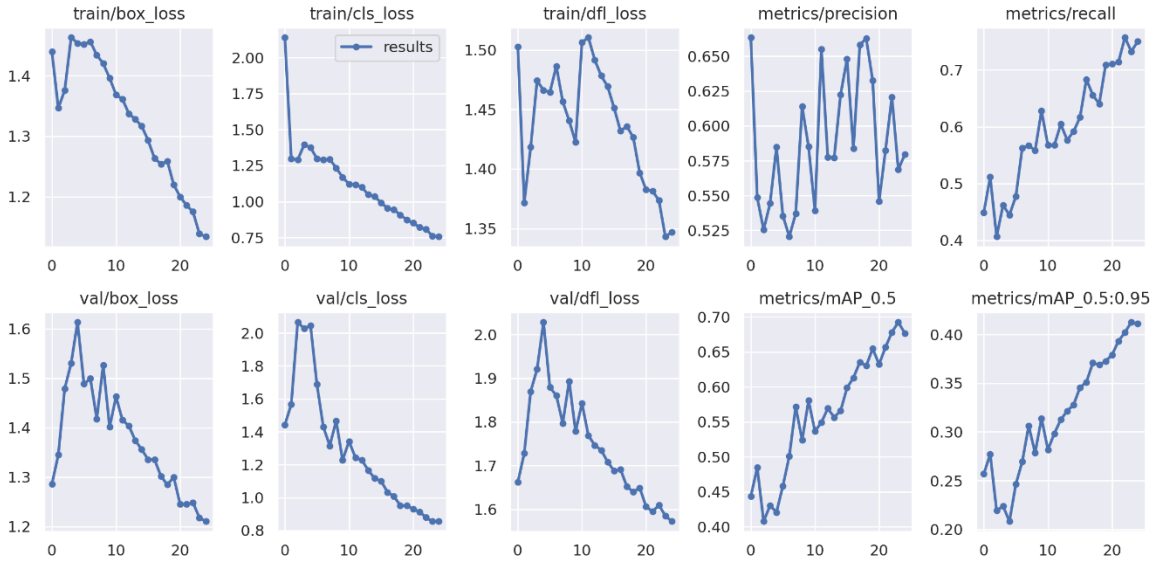 train/box_loss
1.4
1.3
1.2
0 10 20
train/cls_loss
results
2.00
1.75
1.50
1.25
1.00
0.75
0 10 20
train/dfl_loss
1.50
1.45
1.40
1.35
0 10 20
metrics/precision
0.650
0.625
0.600
0.575
0.550
0.525
0 10 20
metrics/recall
0.7
0.6
0.5
0.4
0 10 20
val/box_loss
1.6
1.5
1.4
1.3
1.2
0 10 20
val/cls_loss
2.0
1.8
1.6
1.4
1.2
1.0
0.8
0 10 20
val/dfl_loss
2.0
1.9
1.8
1.7
1.6
0 10 20
metrics/mAP_0.5
0.70
0.65
0.60
0.55
0.50
0.45
0.40
0 10 20
metrics/mAP_0.5:0.95
0.40
0.35
0.30
0.25
0.20
0 10 20